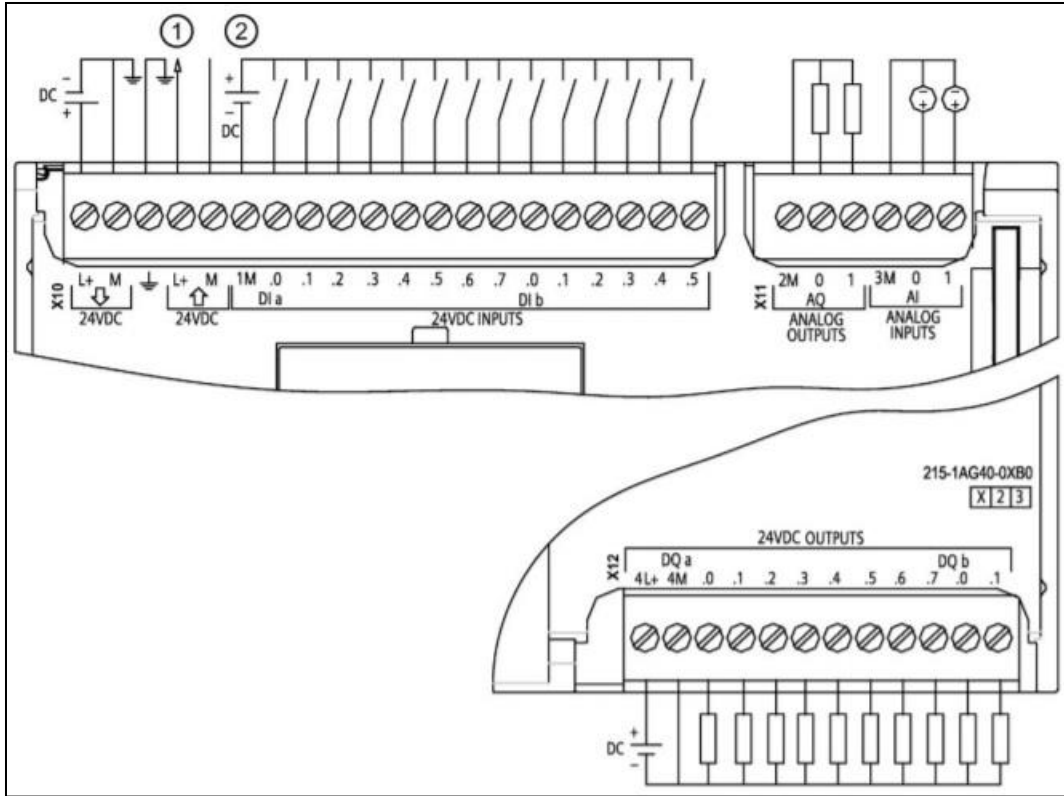 ① ②
- +
DC
+ -
DC
L+ M ⏚ L+ M 1M .0 .1 .2 .3 .4 .5 .6 .7 .0 .1 .2 .3 .4 .5
X10
DI a DI b
24VDC 24VDC 24VDC INPUTS
2M 0 1 3M 0 1
X11
AQ AI
ANALOG ANALOG
OUTPUTS INPUTS
- + - +
215-1AG40-0XB0
X 2 3
24VDC OUTPUTS
X12
DQ a DQ b
4L+ 4M .0 .1 .2 .3 .4 .5 .6 .7 .0 .1
+
DC
-